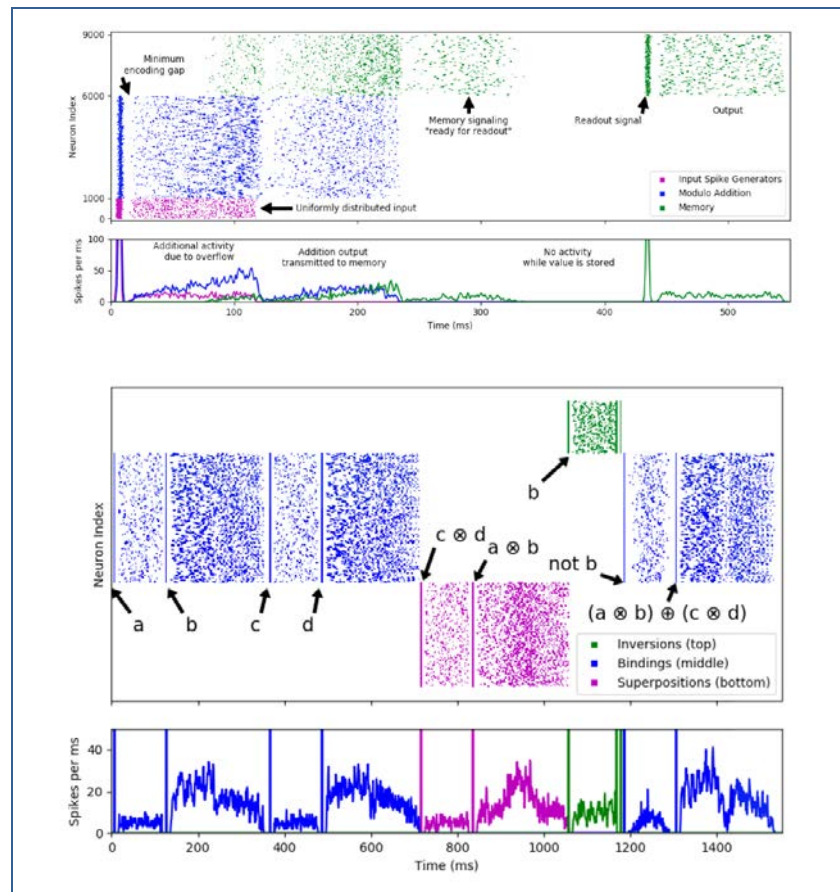 9000
Minimum
encoding gap
6000
Memory signaling
"ready for readout"
Readout signal
Output
Neuron Index
1000
0
Uniformly distributed input
Input Spike Generators
Modulo Addition
Memory
100
Additional activity
due to overflow
Addition output
transmitted to memory
No activity
while value is stored
50
Spikes per ms
0
0 100 200 300 400 500
Time (ms)
b
c ⊗ d
a ⊗ b
not b
Neuron Index
a b c d
(a ⊗ b) ⊕ (c ⊗ d)
Inversions (top)
Bindings (middle)
Superpositions (bottom)
40
20
0
Spikes per ms
0 200 400 600 800 1000 1200 1400
Time (ms)